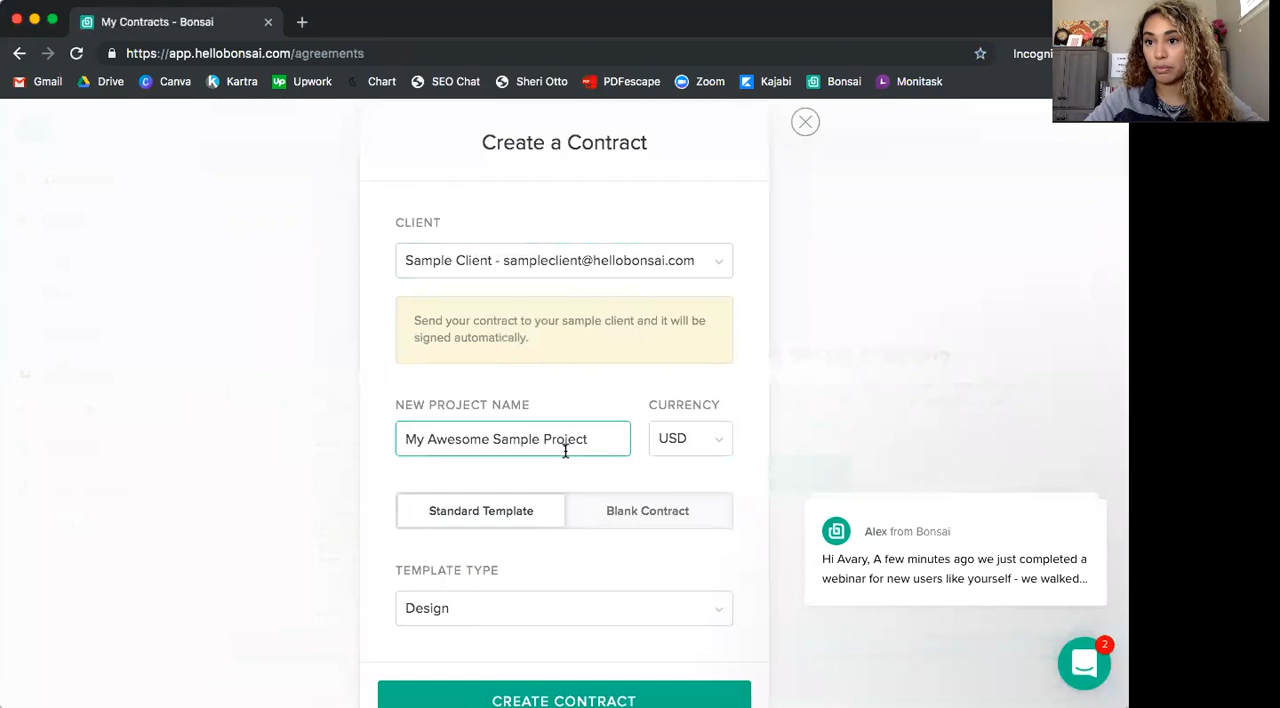 My Contracts - Bonsai
https://app.hellobonsai.com/agreements
Incogni
Gmail
Drive
Canva
Kartra
Up
Upwork
Chart
SEO Chat
Sheri Otto
PDF
PDFescape
Zoom
Kajabi
Bonsai
L
Monitask
Create a Contract
CLIENT
Sample Client - sampleclient@hellobonsai.com
Send your contract to your sample client and it will be
signed automatically.
NEW PROJECT NAME
CURRENCY
My Awesome Sample Project
USD
Standard Template
Blank Contract
TEMPLATE TYPE
Design
CREATE CONTRACT
Alex from Bonsai
Hi Avary, A few minutes ago we just completed a
webinar for new users like yourself - we walked...
2